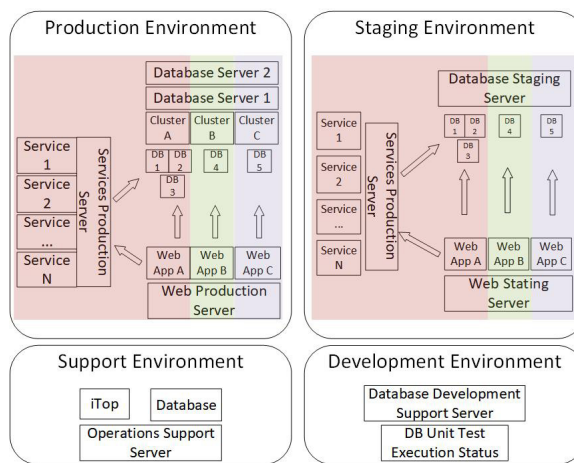 Production Environment
Database Server 2
Database Server 1
Cluster A
Cluster B
Cluster C
Service 1
Service 2
Service ...
Service N
Services Production Server
DB 1
DB 2
DB 3
DB 4
DB 5
Web App A
Web App B
Web App C
Web Production Server
Staging Environment
Database Staging Server
Service 1
Service 2
Service ...
Service N
Services Production Server
DB 1
DB 2
DB 3
DB 4
DB 5
Web App A
Web App B
Web App C
Web Stating Server
Support Environment
iTop
Database
Operations Support Server
Development Environment
Database Development Support Server
DB Unit Test Execution Status